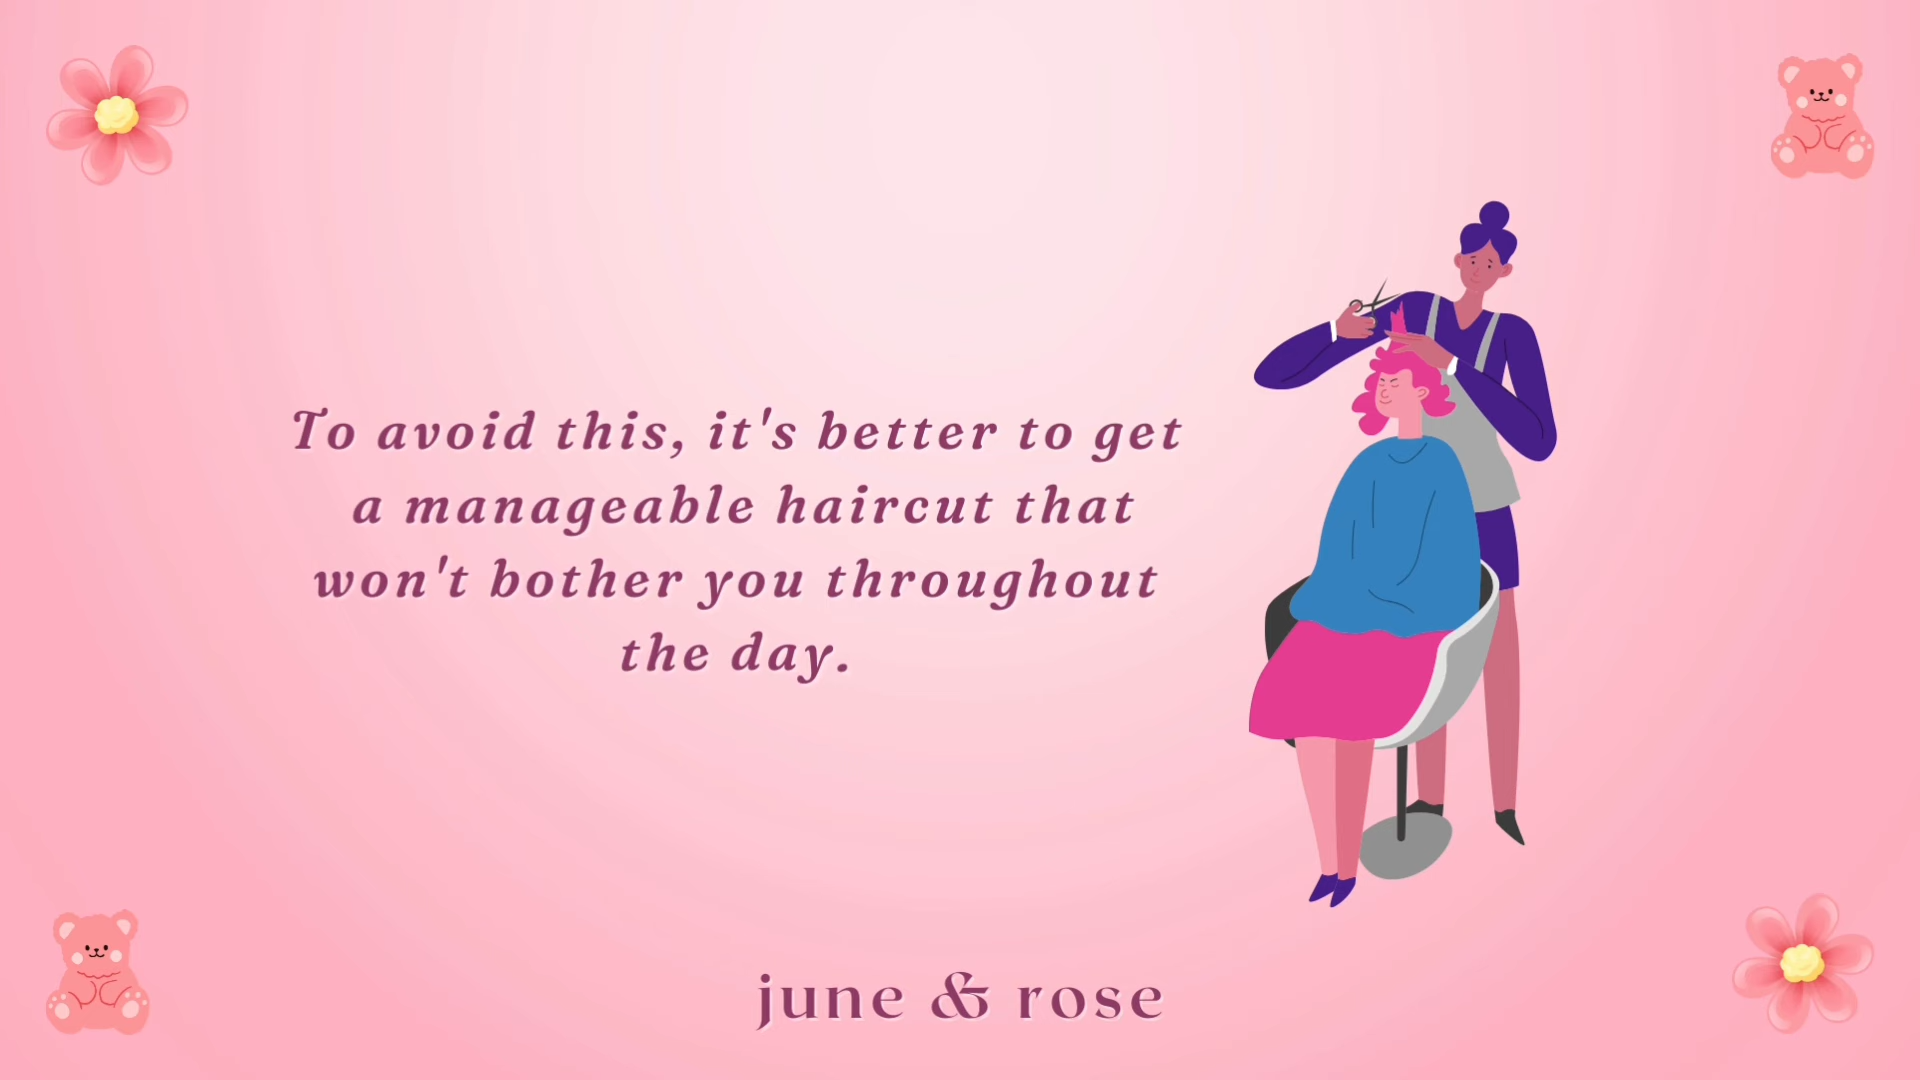 To avoid this, it's better to get
a manageable haircut that
won't bother you throughout
the day.
june & rose